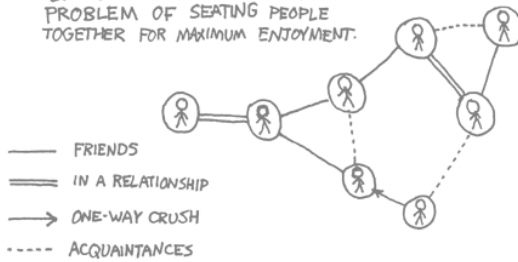 PROBLEM OF SEATING PEOPLE
TOGETHER FOR MAXIMUM ENJOYMENT.
FRIENDS
IN A RELATIONSHIP
ONE-WAY CRUSH
ACQUAINTANCES